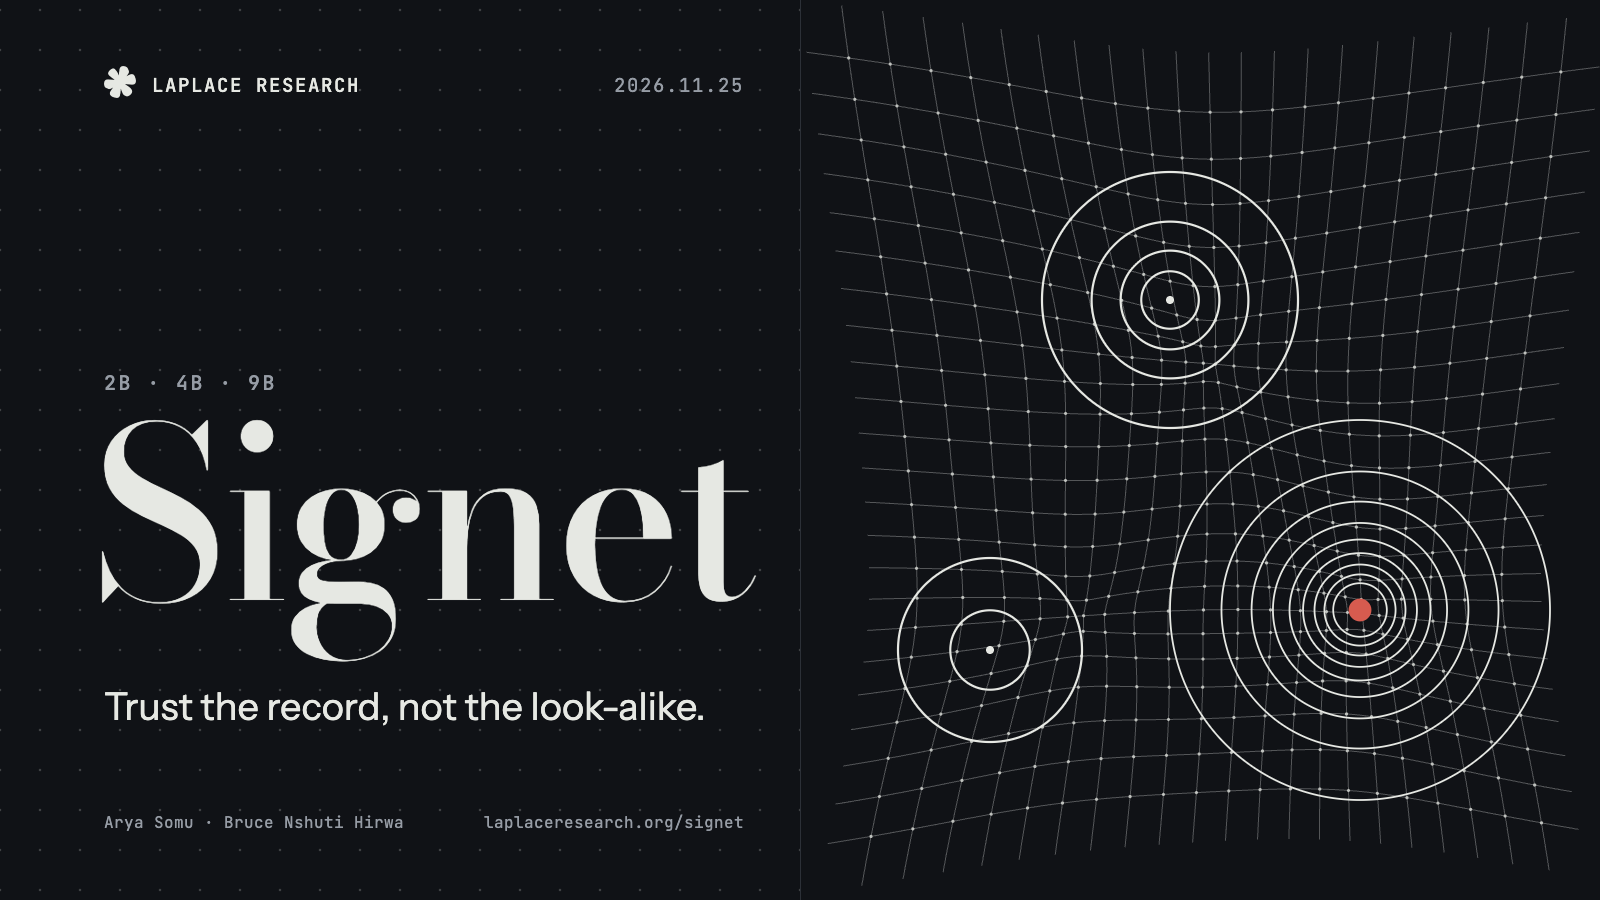 LAPLACE RESEARCH
2026.11.25
2B · 4B · 9B
Signet
Trust the record, not the look-alike.
Arya Somu · Bruce Nshuti Hirwa
laplaceresearch.org/signet